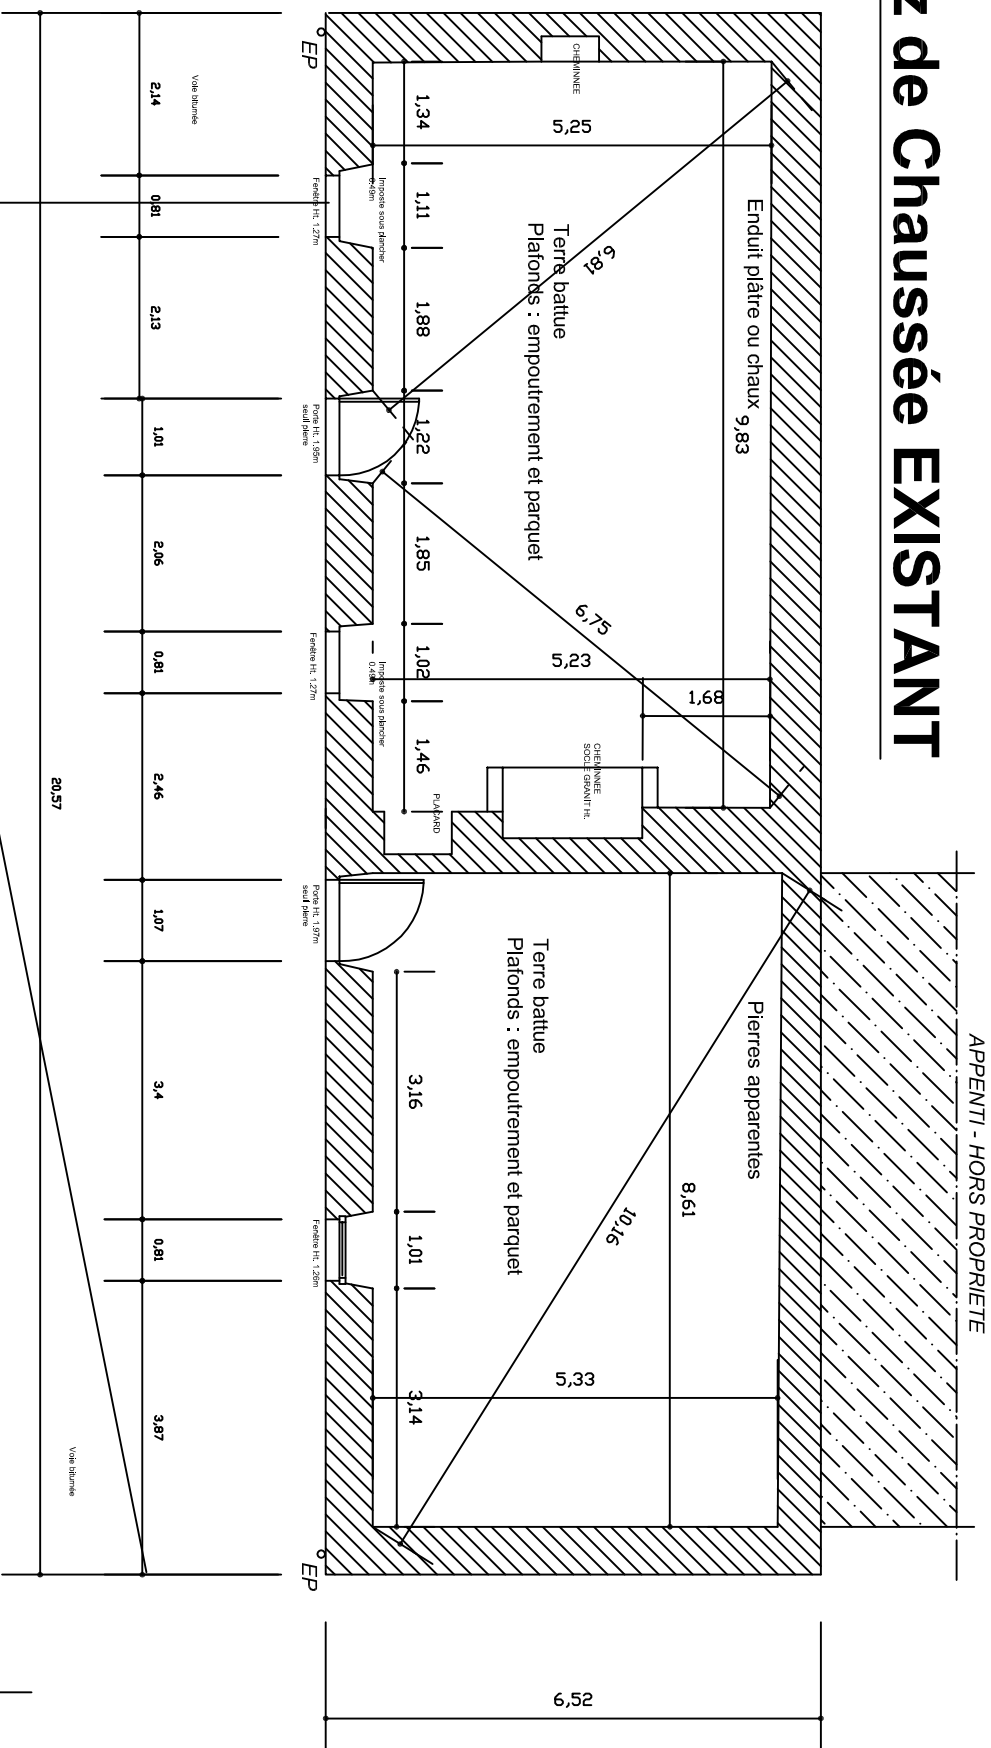 z de Chaussée EXISTANT
APPENTI - HORS PROPRIETE
Enduit plâtre ou chaux
9,83
Pierres apparentes
CHEMINNEE
5,25
6,81
Terre battue
Plafonds : empoutrement et parquet
6,75
5,23
1,68
CHEMINNEE
SOCLE GRANIT Ht.
PLACARD
8,61
10,16
Terre battue
Plafonds : empoutrement et parquet
5,33
1,34
1,11
1,88
1,22
1,85
1,02
1,46
3,16
1,01
3,14
Imposte sous plancher
0.49m
Imposte sous plancher
0.49m
EP
Fenêtre Ht. 1.27m
Porte Ht. 1.95m
seuil pierre
Fenêtre Ht. 1.27m
Porte Ht. 1.97m
seuil pierre
Fenêtre Ht. 1.26m
EP
Voie bitumée
2,14
0,81
2,13
1,01
2,06
0,81
2,46
1,07
3,4
0,81
3,87
20,57
Voie bitumée
6,52